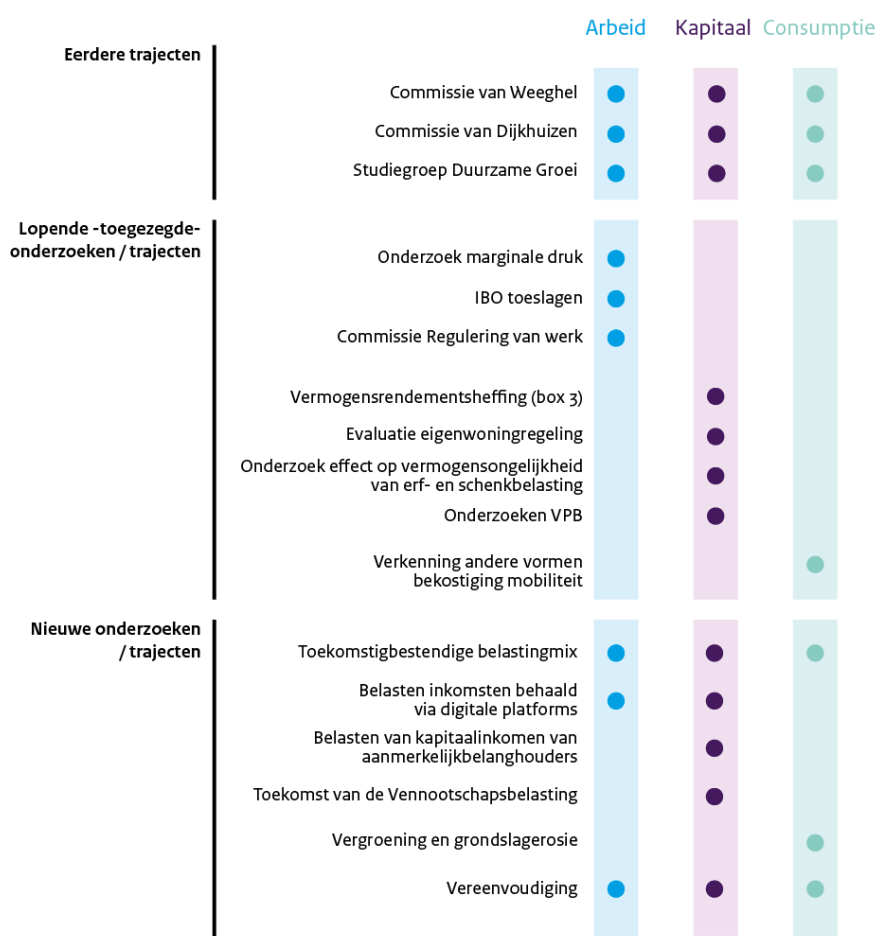 Arbeid Kapitaal Consumptie
Eerdere trajecten
Commissie van Weeghel
Commissie van Dijkhuizen
Studiegroep Duurzame Groei
Lopende -toegezegde-
onderzoeken / trajecten
Onderzoek marginale druk
IBO toeslagen
Commissie Regulering van werk
Vermogensrendementsheffing (box 3)
Evaluatie eigenwoningregeling
Onderzoek effect op vermogensongelijkheid
van erf- en schenkbelasting
Onderzoeken VPB
Verkenning andere vormen
bekostiging mobiliteit
Nieuwe onderzoeken
/ trajecten
Toekomstigbestendige belastingmix
Belasten inkomsten behaald
via digitale platforms
Belasten van kapitaalinkomen van
aanmerkelijkbelanghouders
Toekomst van de Vennootschapsbelasting
Vergroening en grondslagerosie
Vereenvoudiging